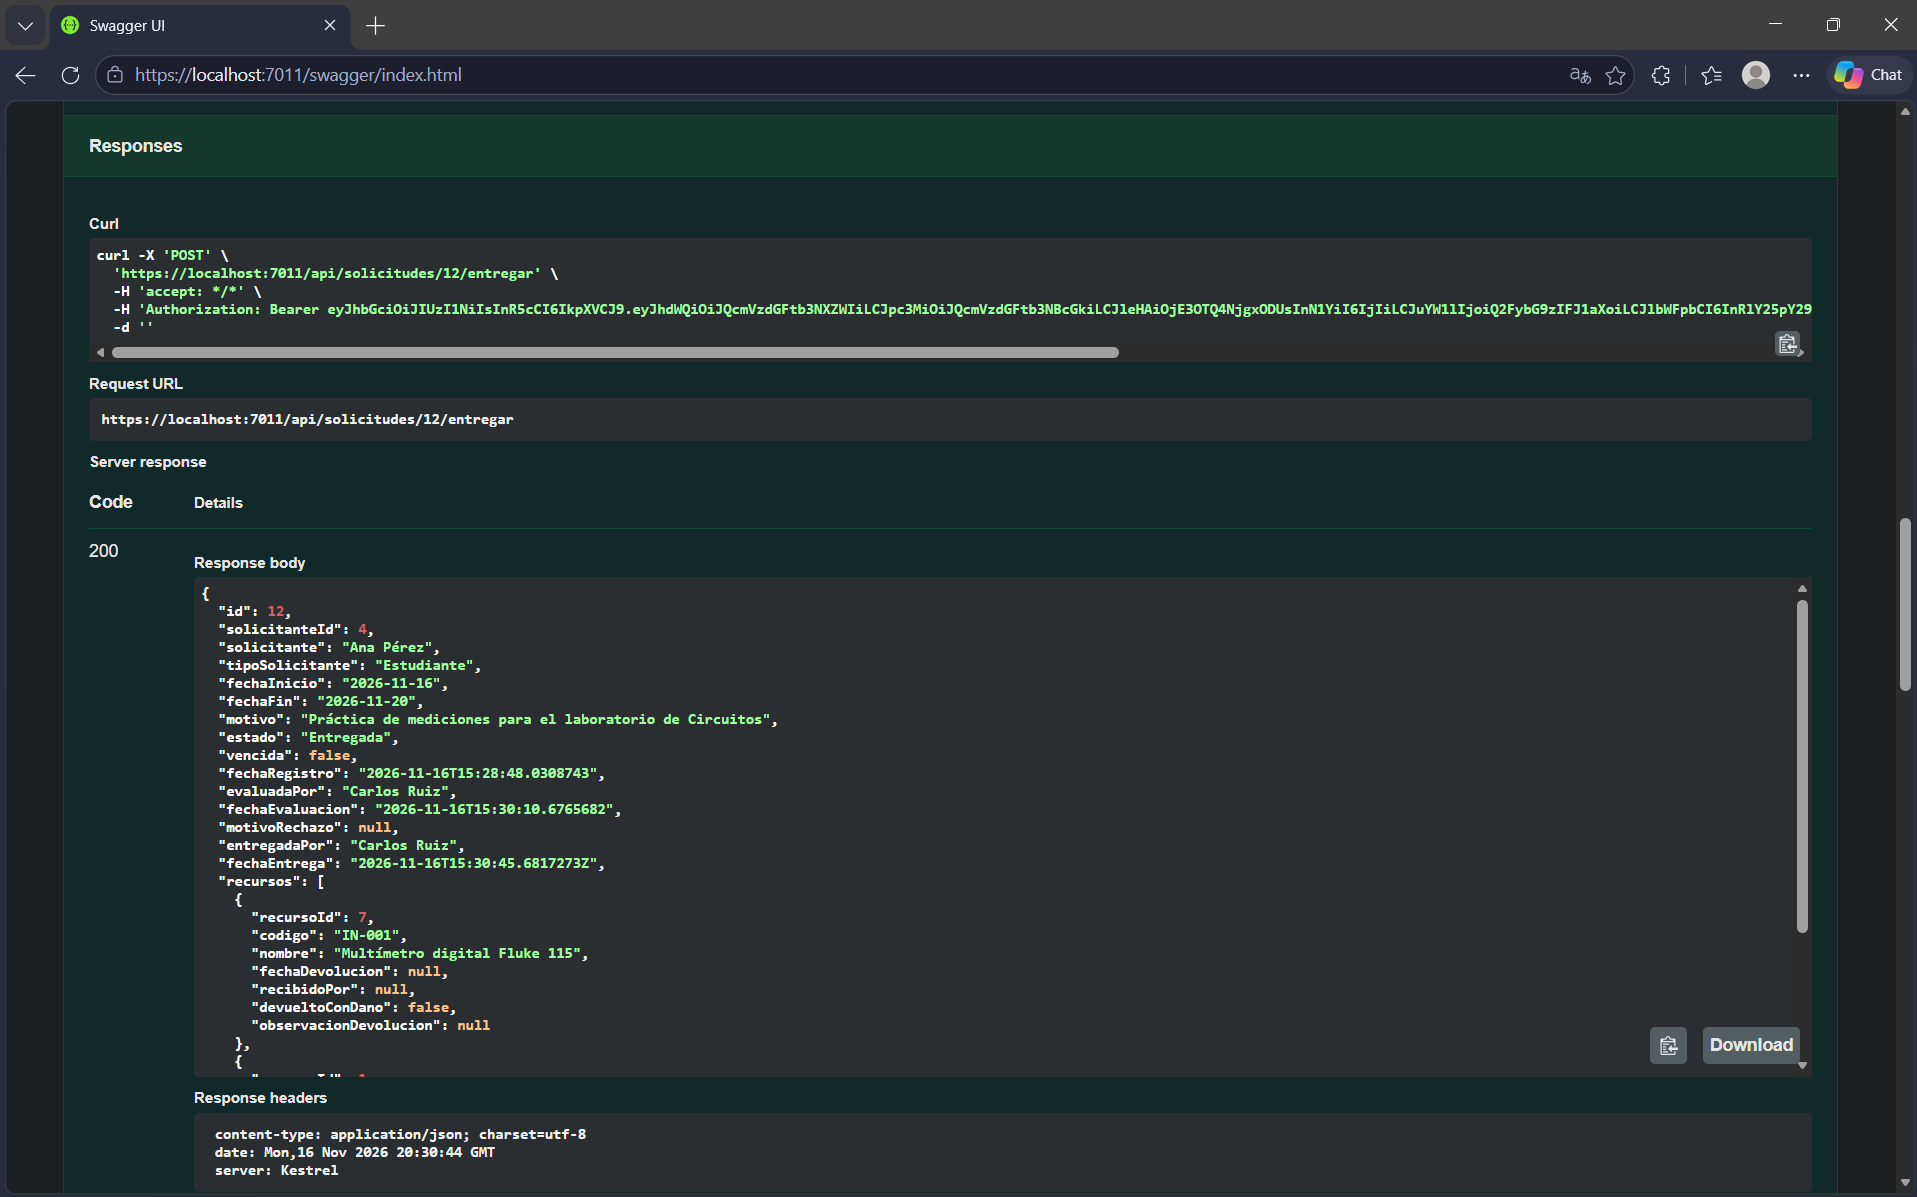 Swagger UI
https://localhost:7011/swagger/index.html
Chat
Responses
Curl
curl -X 'POST' \
'https://localhost:7011/api/solicitudes/12/entregar' \
-H 'accept: */*' \
-H 'Authorization: Bearer eyJhbGciOiJIUzI1NiIsInR5cCI6IkpXVCJ9.eyJhdWQiOiJQcmVzdGFtb3NXZWIiLCJpc3MiOiJQcmVzdGFtb3NBcGkiLCJleHAiOjE3OTQ4NjgxODUsInN1YiI6IjIiLCJuYW1lIjoiQ2FybG9zIFJ1aXoiLCJlbWFpbCI6InRlY25pY29
-d ''
Request URL
https://localhost:7011/api/solicitudes/12/entregar
Server response
Code Details
200
Response body
{
"id": 12,
"solicitanteId": 4,
"solicitante": "Ana Pérez",
"tipoSolicitante": "Estudiante",
"fechaInicio": "2026-11-16",
"fechaFin": "2026-11-20",
"motivo": "Práctica de mediciones para el laboratorio de Circuitos",
"estado": "Entregada",
"vencida": false,
"fechaRegistro": "2026-11-16T15:28:48.0308743",
"evaluadaPor": "Carlos Ruiz",
"fechaEvaluacion": "2026-11-16T15:30:10.6765682",
"motivoRechazo": null,
"entregadaPor": "Carlos Ruiz",
"fechaEntrega": "2026-11-16T15:30:45.6817273Z",
"recursos": [
{
"recursoId": 7,
"codigo": "IN-001",
"nombre": "Multímetro digital Fluke 115",
"fechaDevolucion": null,
"recibidoPor": null,
"devueltoConDano": false,
"observacionDevolucion": null
},
{
Download
Response headers
content-type: application/json; charset=utf-8
date: Mon,16 Nov 2026 20:30:44 GMT
server: Kestrel